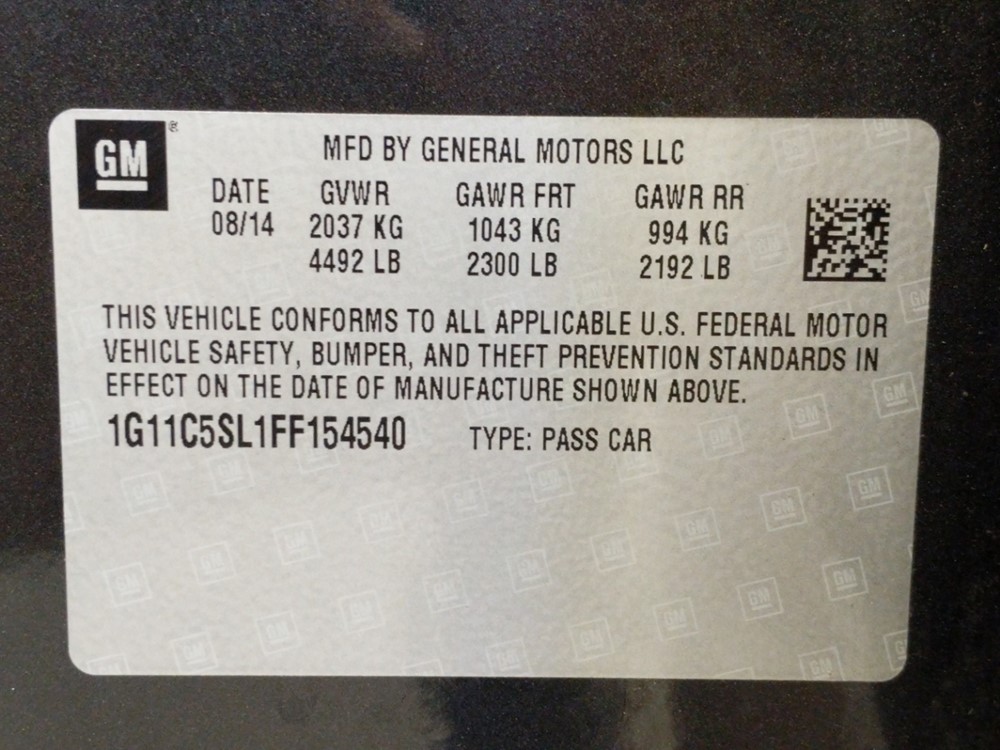 GM ®
MFD BY GENERAL MOTORS LLC
DATE GVWR GAWR FRT GAWR RR
08/14 2037 KG 1043 KG 994 KG
4492 LB 2300 LB 2192 LB
THIS VEHICLE CONFORMS TO ALL APPLICABLE U.S. FEDERAL MOTOR
VEHICLE SAFETY, BUMPER, AND THEFT PREVENTION STANDARDS IN
EFFECT ON THE DATE OF MANUFACTURE SHOWN ABOVE.
1G11C5SL1FF154540 TYPE: PASS CAR